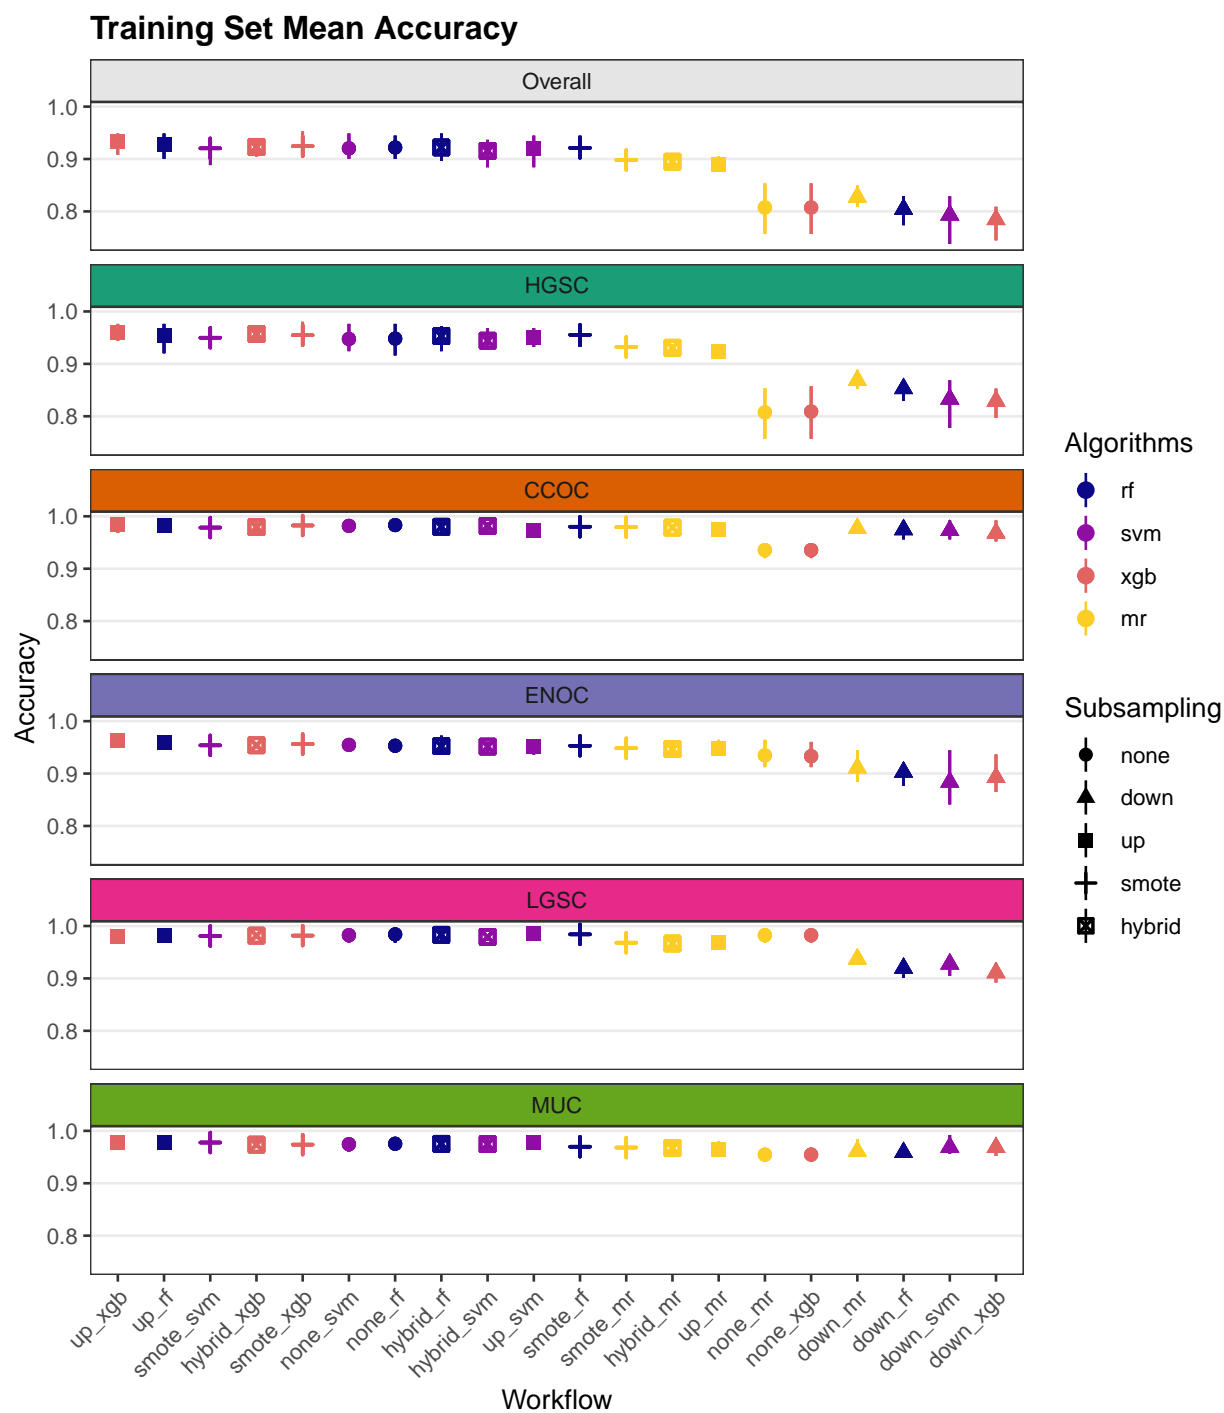 Training Set Mean Accuracy
Overall
1.0
0.9
0.8
HGSC
1.0
0.9
0.8
CCOC
1.0
0.9
0.8
ENOC
1.0
0.9
0.8
LGSC
1.0
0.9
0.8
MUC
1.0
0.9
0.8
Accuracy
up_xgb
up_rf
smote_svm
hybrid_xgb
smote_xgb
none_svm
none_rf
hybrid_rf
hybrid_svm
up_svm
smote_rf
smote_mr
hybrid_mr
up_mr
none_mr
none_xgb
down_mr
down_rf
down_svm
down_xgb
Workflow
Algorithms
rf
svm
xgb
mr
Subsampling
none
down
up
smote
hybrid